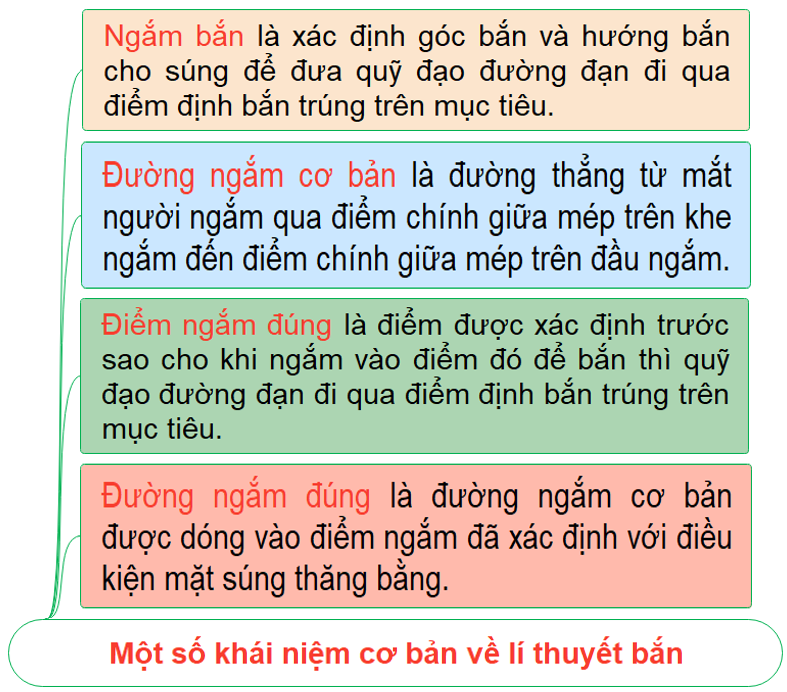 Ngắm bắn là xác định góc bắn và hướng bắn
cho súng để đưa quỹ đạo đường đạn đi qua
điểm định bắn trúng trên mục tiêu.
Đường ngắm cơ bản là đường thẳng từ mắt
người ngắm qua điểm chính giữa mép trên khe
ngắm đến điểm chính giữa mép trên đầu ngắm.
Điểm ngắm đúng là điểm được xác định trước
sao cho khi ngắm vào điểm đó để bắn thì quỹ
đạo đường đạn đi qua điểm định bắn trúng trên
mục tiêu.
Đường ngắm đúng là đường ngắm cơ bản
được dóng vào điểm ngắm đã xác định với điều
kiện mặt súng thăng bằng.
Một số khái niệm cơ bản về lí thuyết bắn